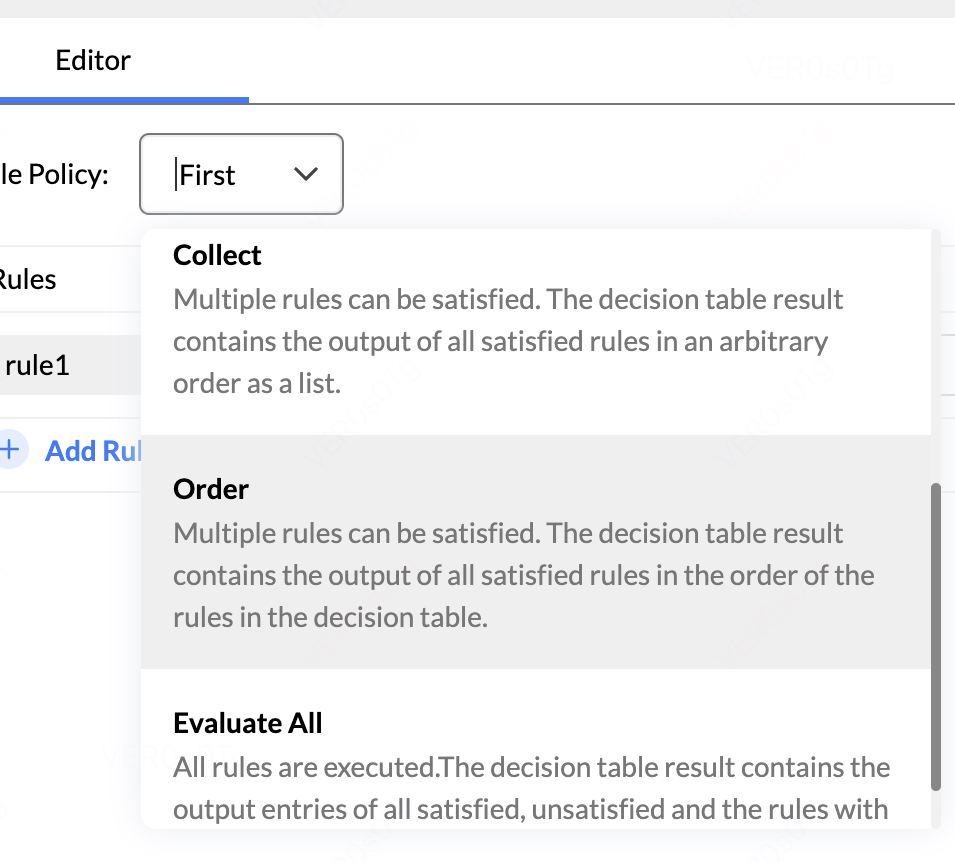 Editor
le Policy:
First
Rules
rule1
Add Rul
Collect
Multiple rules can be satisfied. The decision table result
contains the output of all satisfied rules in an arbitrary
order as a list.
Order
Multiple rules can be satisfied. The decision table result
contains the output of all satisfied rules in the order of the
rules in the decision table.
Evaluate All
All rules are executed.The decision table result contains the
output entries of all satisfied, unsatisfied and the rules with